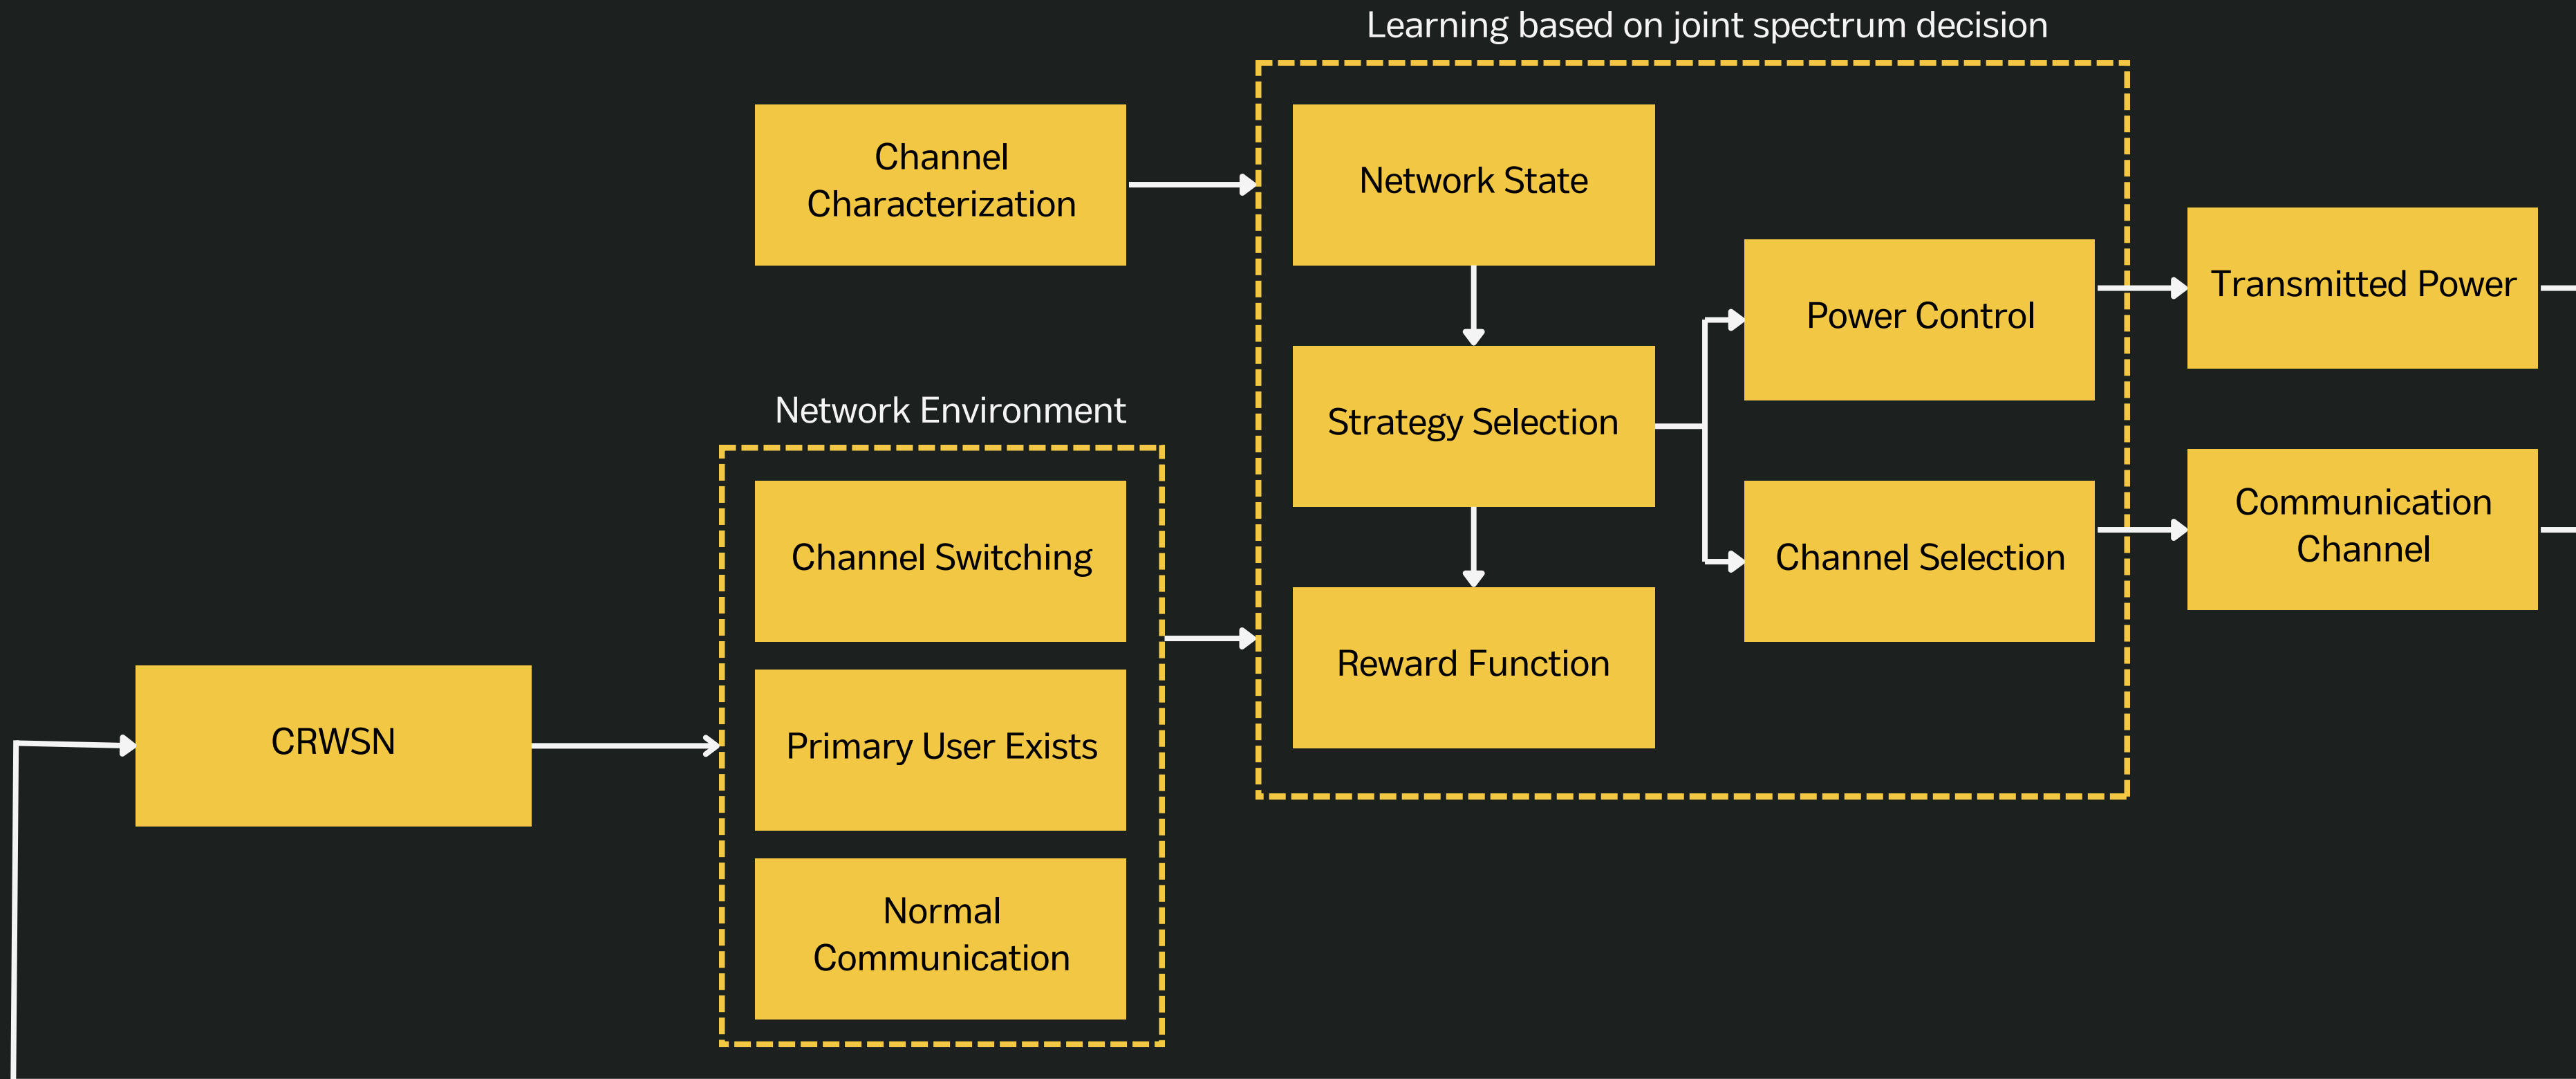 Learning based on joint spectrum decision
Channel
Characterization
Network State
Power Control
Transmitted Power
Strategy Selection
Network Environment
Channel Switching
Channel Selection
Communication
Channel
Reward Function
CRWSN
Primary User Exists
Normal
Communication